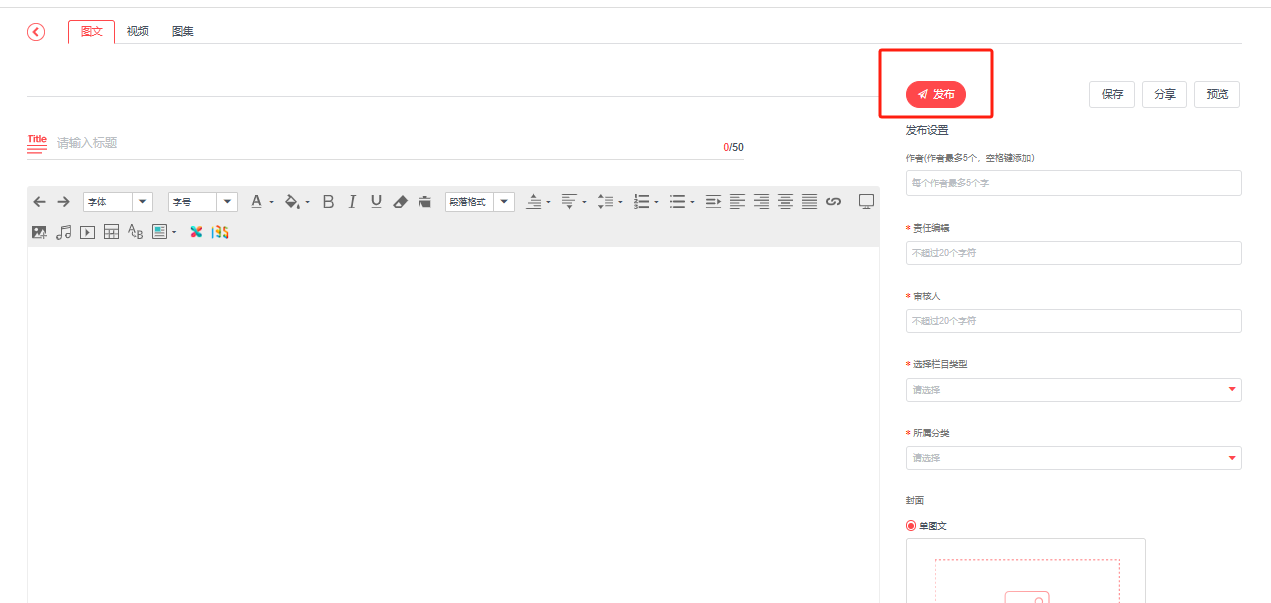 图文 视频 图集
发布 保存 分享 预览
Title 请输入标题 0/50
发布设置
作者(作者最多5个，空格键添加)
每个作者最多5个字
字体 字号 A B I U 段落格式
* 责任编辑
不超过20个字符
* 审核人
不超过20个字符
* 选择栏目类型
请选择
* 所属分类
请选择
封面
单图文